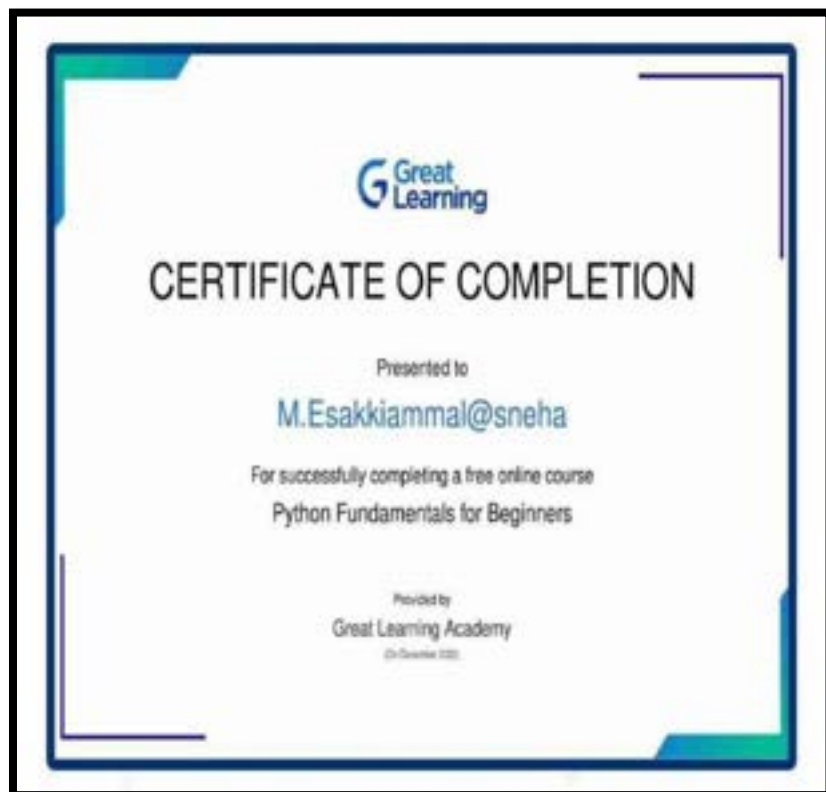 Great
Learning
CERTIFICATE OF COMPLETION
Presented to
M.Esakkiammal@sneha
For successfully completing a free online course
Python Fundamentals for Beginners
Provided by
Great Learning Academy